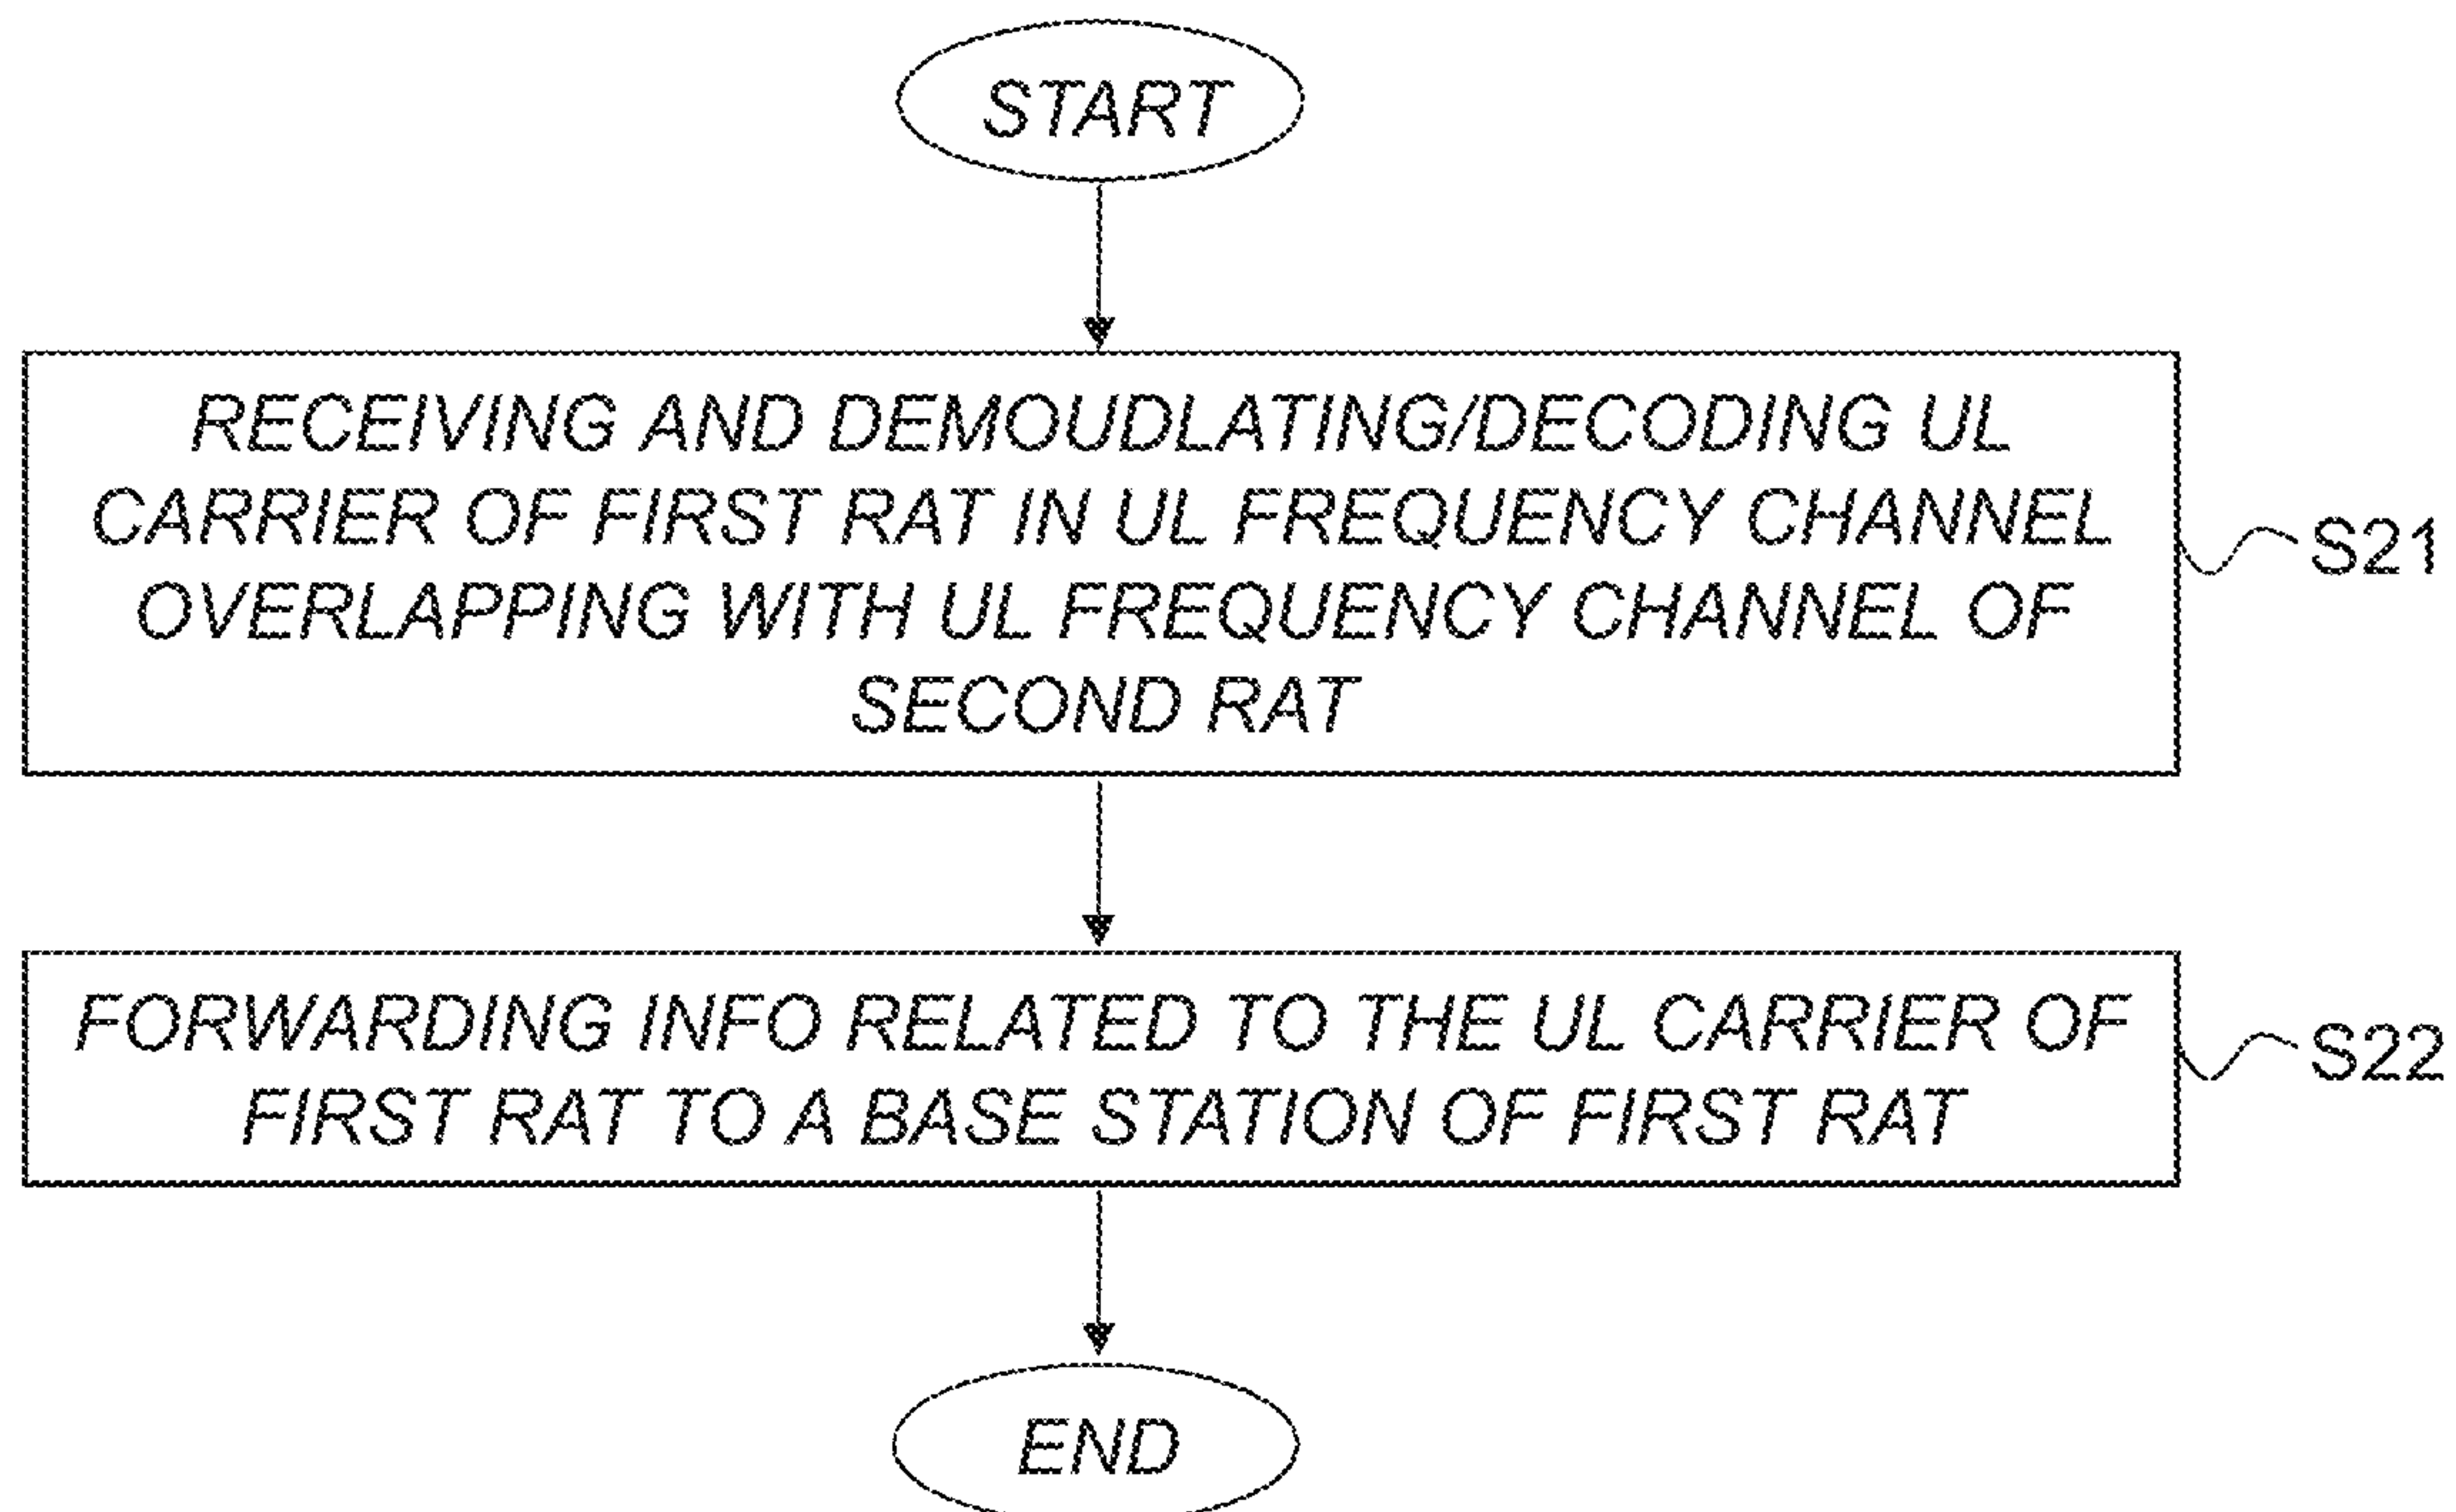 START
RECEIVING AND DEMOUDLATING/DECODING UL
CARRIER OF FIRST RAT IN UL FREQUENCY CHANNEL
OVERLAPPING WITH UL FREQUENCY CHANNEL OF
SECOND RAT
S21
FORWARDING INFO RELATED TO THE UL CARRIER OF
FIRST RAT TO A BASE STATION OF FIRST RAT
S22
END